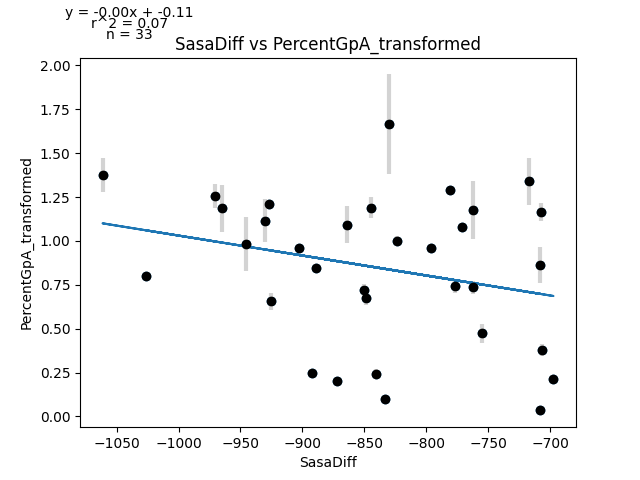 y = -0.00x + -0.11
r^2 = 0.07
n = 33
SasaDiff vs PercentGpA_transformed
2.00
1.75
1.50
1.25
1.00
0.75
0.50
0.25
0.00
PercentGpA_transformed
−1050 −1000 −950 −900 −850 −800 −750 −700
SasaDiff